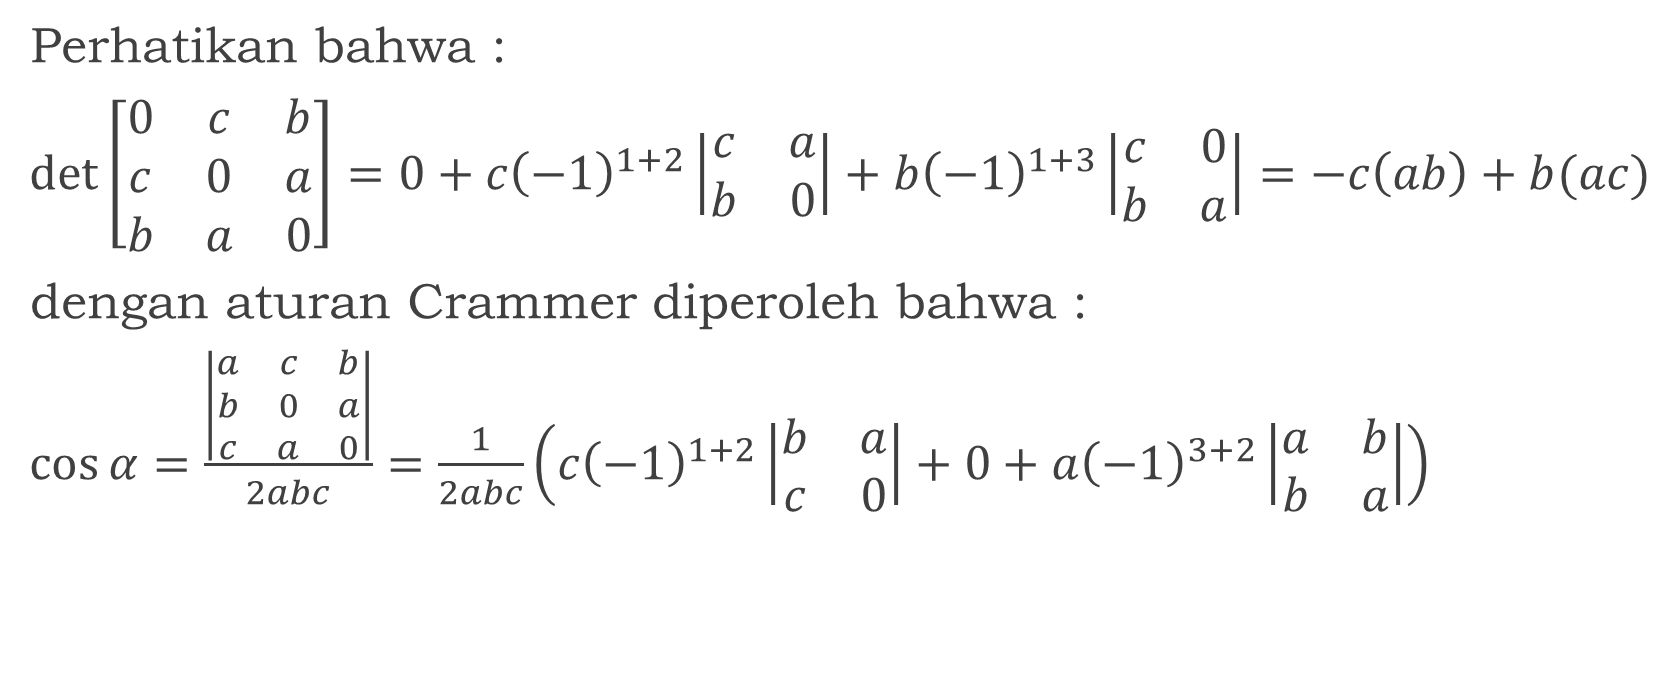 Perhatikan bahwa :
det [0 c b; c 0 a; b a 0] = 0 + c(−1)^{1+2} |c a; b 0| + b(−1)^{1+3} |c 0; b a| = −c(ab) + b(ac)
dengan aturan Crammer diperoleh bahwa :
cos α = |a c b; b 0 a; c a 0| / 2abc = 1/2abc (c(−1)^{1+2} |b a; c 0| + 0 + a(−1)^{3+2} |a b; b a|)